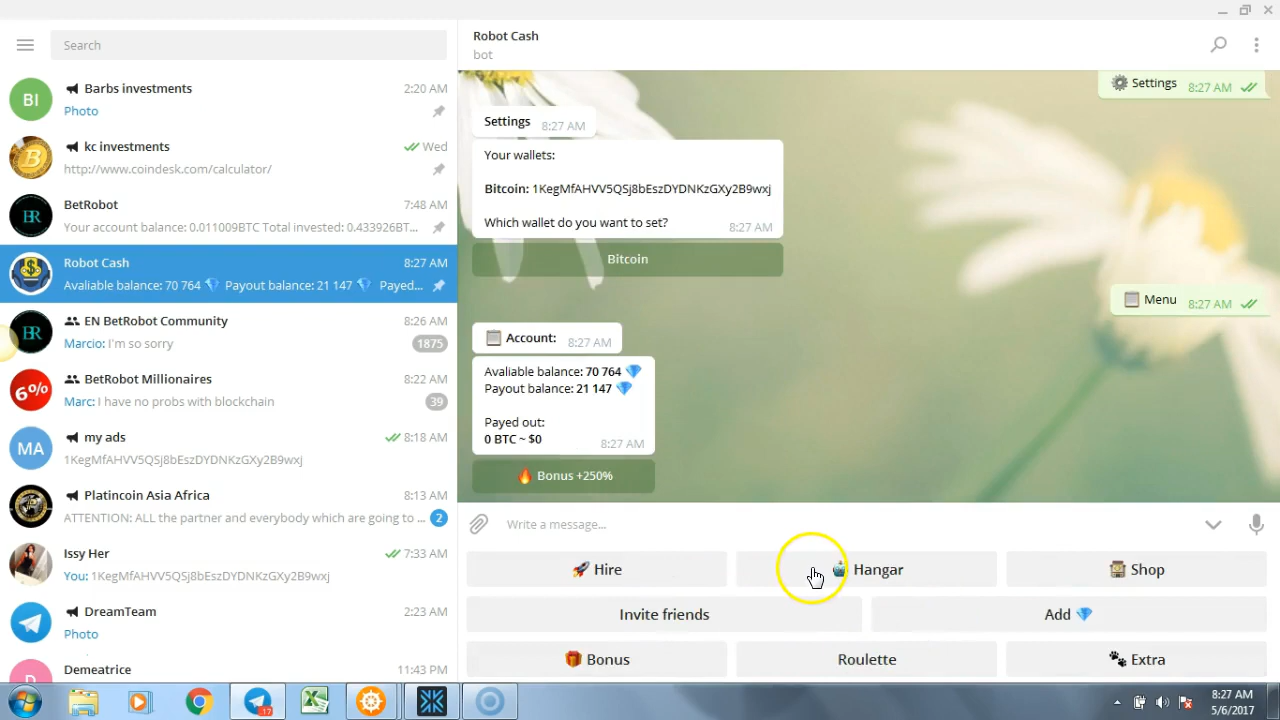 Search
BI
Barbs investments
2:20 AM
Photo
kc investments
Wed
http://www.coindesk.com/calculator/
BR
BetRobot
7:48 AM
Your account balance: 0.011009BTC Total invested: 0.433926BT...
Robot Cash
8:27 AM
Avaliable balance: 70 764 💎 Payout balance: 21 147 💎 Payed...
BR
EN BetRobot Community
8:26 AM
Marcio: I'm so sorry
1875
6%
BetRobot Millionaires
8:22 AM
Marc: I have no probs with blockchain
39
MA
my ads
8:18 AM
1KegMfAHVV5QSj8bEszDYDNKzGXy2B9wxj
Platincoin Asia Africa
8:13 AM
ATTENTION: ALL the partner and everybody which are going to ...
2
Issy Her
7:33 AM
You: 1KegMfAHVV5QSj8bEszDYDNKzGXy2B9wxj
DreamTeam
2:23 AM
Photo
Demeatrice
11:43 PM
Robot Cash
bot
Settings 8:27 AM
Settings 8:27 AM
Your wallets:
Bitcoin: 1KegMfAHVV5QSj8bEszDYDNKzGXy2B9wxj
Which wallet do you want to set?
8:27 AM
Bitcoin
Menu 8:27 AM
Account: 8:27 AM
Avaliable balance: 70 764 💎
Payout balance: 21 147 💎
Payed out:
0 BTC ~ $0
8:27 AM
🔥 Bonus +250%
Write a message...
🚀 Hire
Hangar
Shop
Invite friends
Add 💎
🎁 Bonus
Roulette
🐾 Extra
17
8:27 AM
5/6/2017